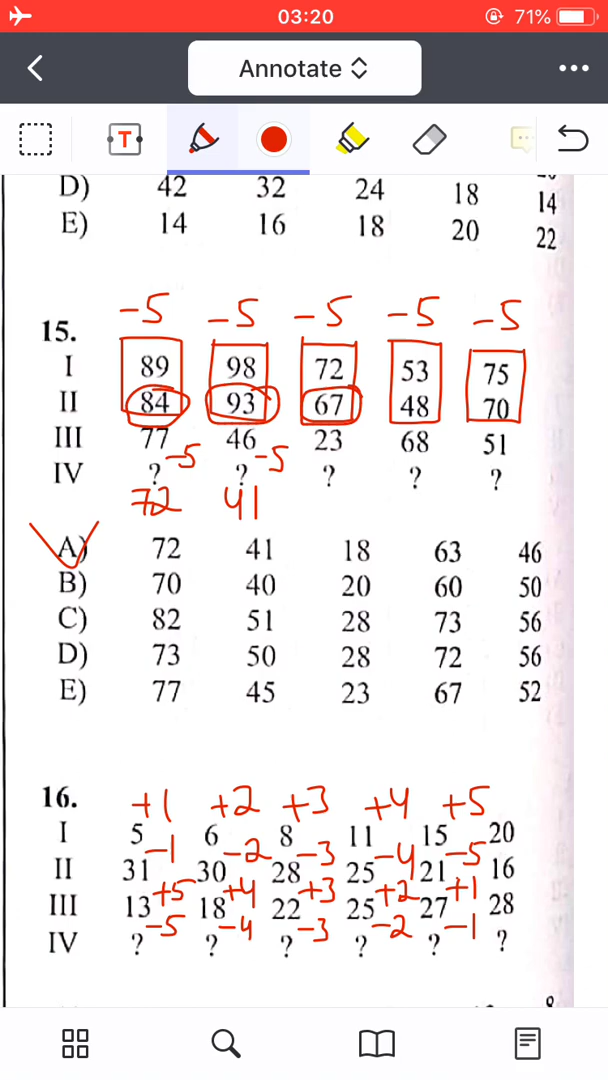 03:20
71%
Annotate
T
D) 42 32 24 18 14
E) 14 16 18 20 22
-5 -5 -5 -5 -5
15.
I 89 98 72 53 75
II 84 93 67 48 70
III 77 46 23 68 51
-5 -5
IV ? ? ? ? ?
72 41
A) 72 41 18 63 46
B) 70 40 20 60 50
C) 82 51 28 73 56
D) 73 50 28 72 56
E) 77 45 23 67 52
16. +1 +2 +3 +4 +5
I 5 6 8 11 15 20
-1 -2 -3 -4 -5
II 31 30 28 25 21 16
+5 +4 +3 +2 +1
III 13 18 22 25 27 28
-5 -4 -3 -2 -1
IV ? ? ? ? ? ?